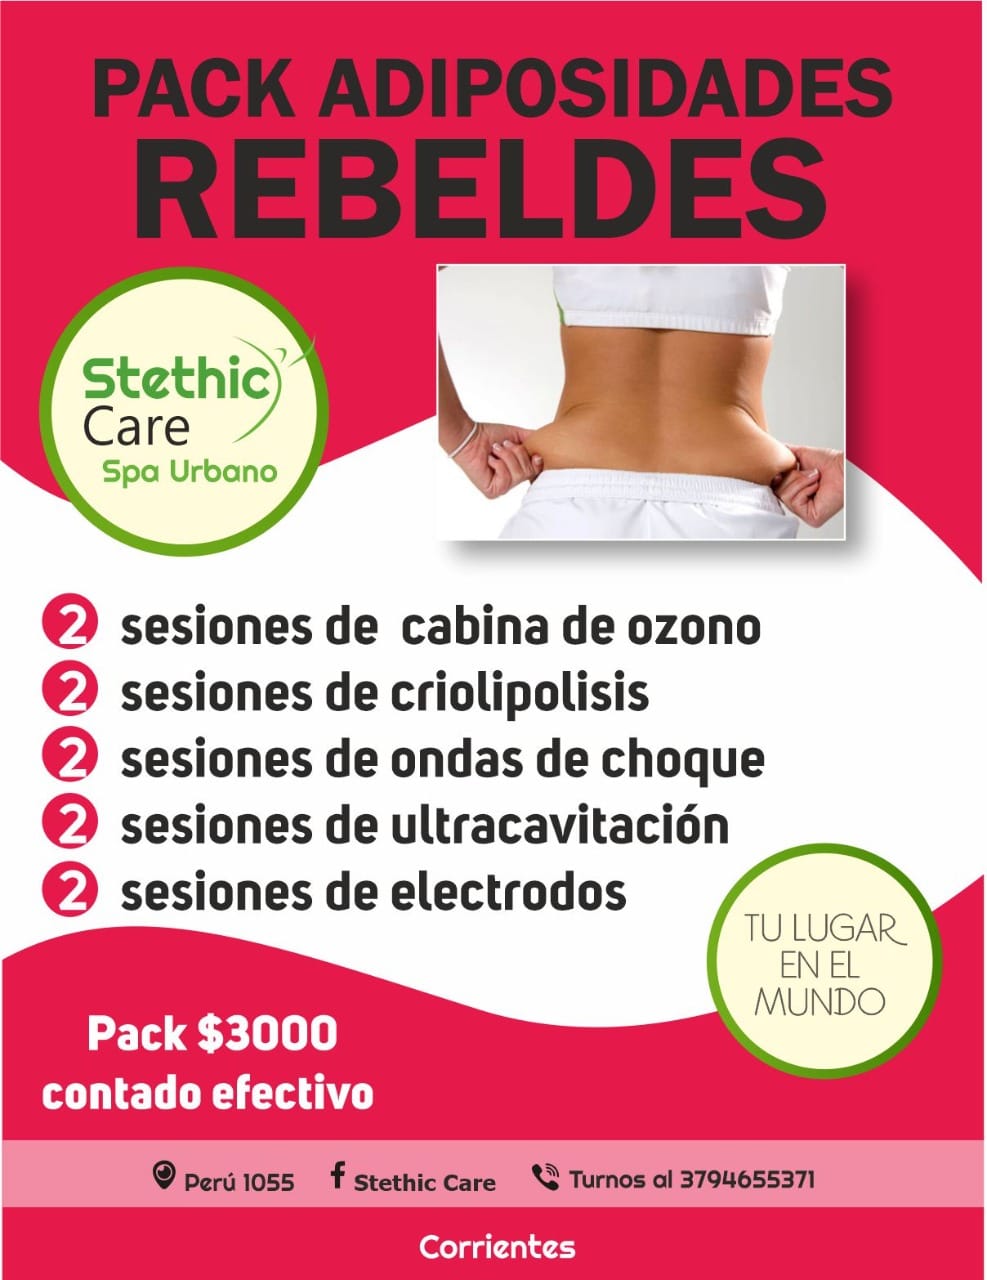 PACK ADIPOSIDADES
REBELDES
Stethic
Care
Spa Urbano
2 sesiones de cabina de ozono
2 sesiones de criolipolisis
2 sesiones de ondas de choque
2 sesiones de ultracavitación
2 sesiones de electrodos
TU LUGAR
EN EL
MUNDO
Pack $3000
contado efectivo
Perú 1055 Stethic Care Turnos al 3794655371
Corrientes